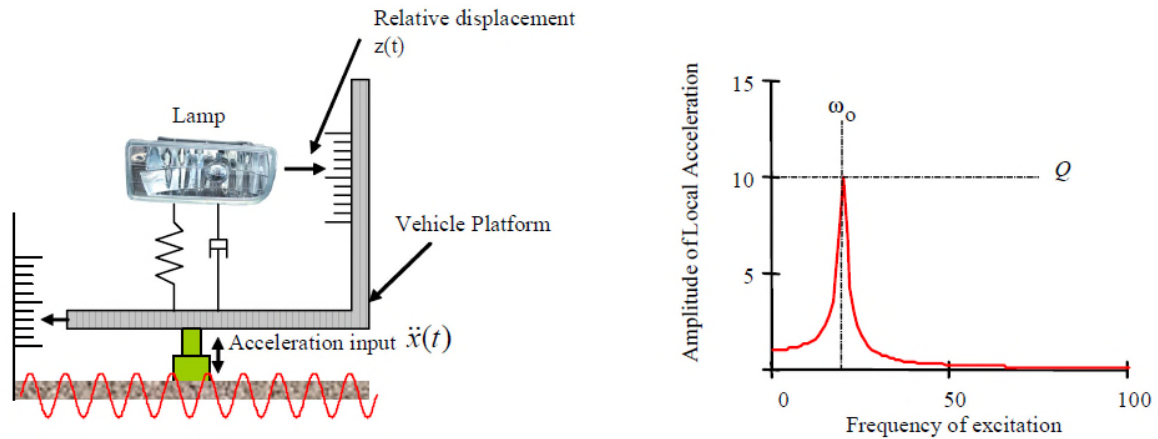 Relative displacement
z(t)
Lamp
Vehicle Platform
Acceleration input ẍ(t)
Amplitude of Local Acceleration
15
10
5
ω₀
Q
0
50
100
Frequency of excitation